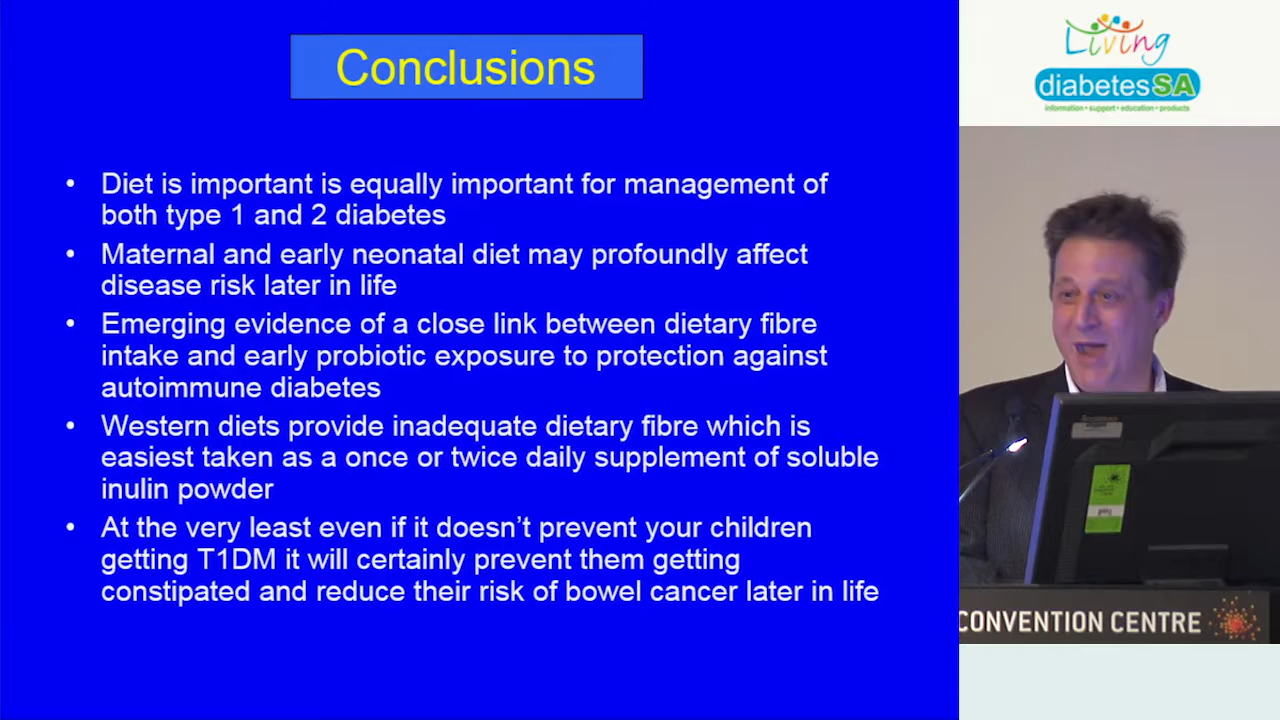 Conclusions
• Diet is important is equally important for management of
both type 1 and 2 diabetes
• Maternal and early neonatal diet may profoundly affect
disease risk later in life
• Emerging evidence of a close link between dietary fibre
intake and early probiotic exposure to protection against
autoimmune diabetes
• Western diets provide inadequate dietary fibre which is
easiest taken as a once or twice daily supplement of soluble
inulin powder
• At the very least even if it doesn’t prevent your children
getting T1DM it will certainly prevent them getting
constipated and reduce their risk of bowel cancer later in life
Living
diabetesSA
information • support • education • products
CONVENTION CENTRE